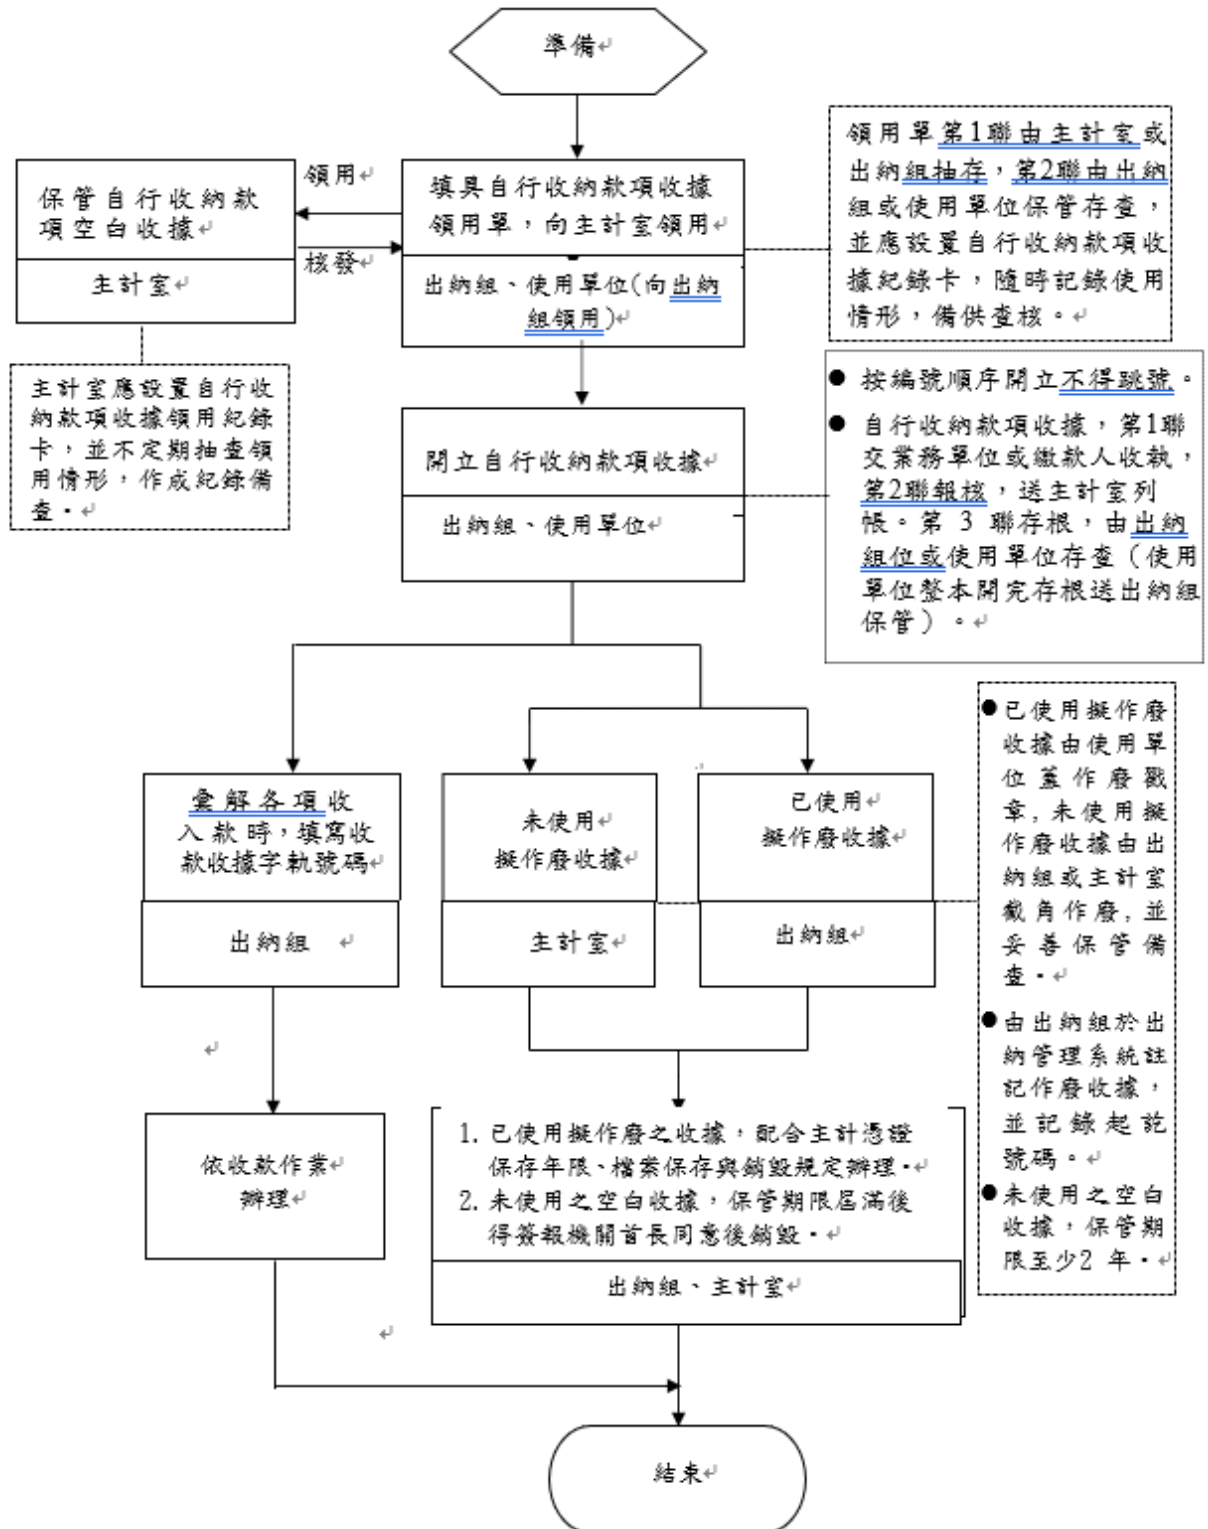 準備
領用單第1聯由主計室或
出納組抽存，第2聯由出納
組或使用單位保管存查，
並應設置自行收納款項收
據紀錄卡，隨時記錄使用
情形，備供查核。
保管自行收納款
項空白收據
主計室
領用
核發
填具自行收納款項收據
領用單，向主計室領用
出納組、使用單位(向出納
組領用)
主計室應設置自行收
納款項收據領用紀錄
卡，並不定期抽查領
用情形，作成紀錄備
查。
開立自行收納款項收據
出納組、使用單位
● 按編號順序開立不得跳號。
● 自行收納款項收據，第1聯
交業務單位或繳款人收執，
第2聯報核，送主計室列
帳。第 3 聯存根，由出納
組位或使用單位存查（使用
單位整本開完存根送出納組
保管）。
彙解各項收
入款時，填寫收
款收據字軌號碼
出納組
未使用
擬作廢收據
主計室
已使用
擬作廢收據
出納組
●已使用擬作廢
收據由使用單
位蓋作廢戳
章,未使用擬
作廢收據由出
納組或主計室
截角作廢,並
妥善保管備
查。
●由出納組於出
納管理系統註
記作廢收據，
並記錄起訖
號碼。
●未使用之空白
收據，保管期
限至少2 年。
依收款作業
辦理
1. 已使用擬作廢之收據，配合主計憑證
保存年限、檔案保存與銷毀規定辦理。
2. 未使用之空白收據，保管期限屆滿後
得簽報機關首長同意後銷毀。
出納組、主計室
結束